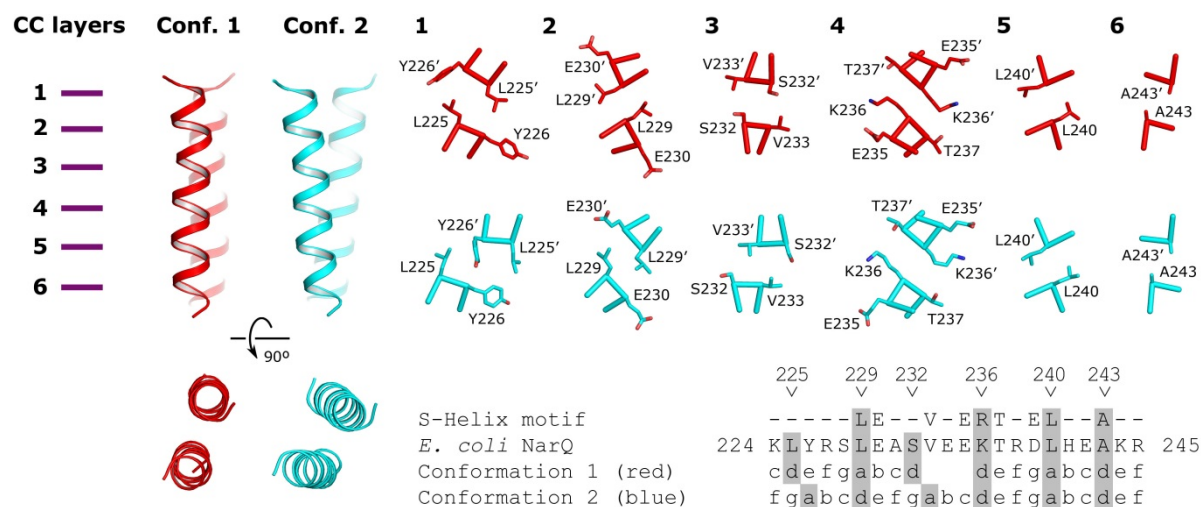 CC layers Conf. 1 Conf. 2 1 2 3 4 5 6
1
2
3
4
5
6
90º
Y226′ L225′ L225 Y226
E230′ L229′ L229 E230
V233′ S232′ S232 V233
E235′ T237′ K236 K236′ E235 T237
L240′ L240
A243′ A243
Y226′ L225′ L225 Y226
E230′ L229 L229′ E230
V233′ S232′ S232 V233
T237′ E235′ K236 K236′ E235 T237
L240′ L240
A243′ A243
225 229 232 236 240 243
S-Helix motif -----LE--V-ERT-EL--A--
E. coli NarQ 224 KLYRSLEASVEEKTRDLHEAKR 245
Conformation 1 (red) cdefgabcd   defgabcdef
Conformation 2 (blue) fgabcdefgabcdefgabcdef